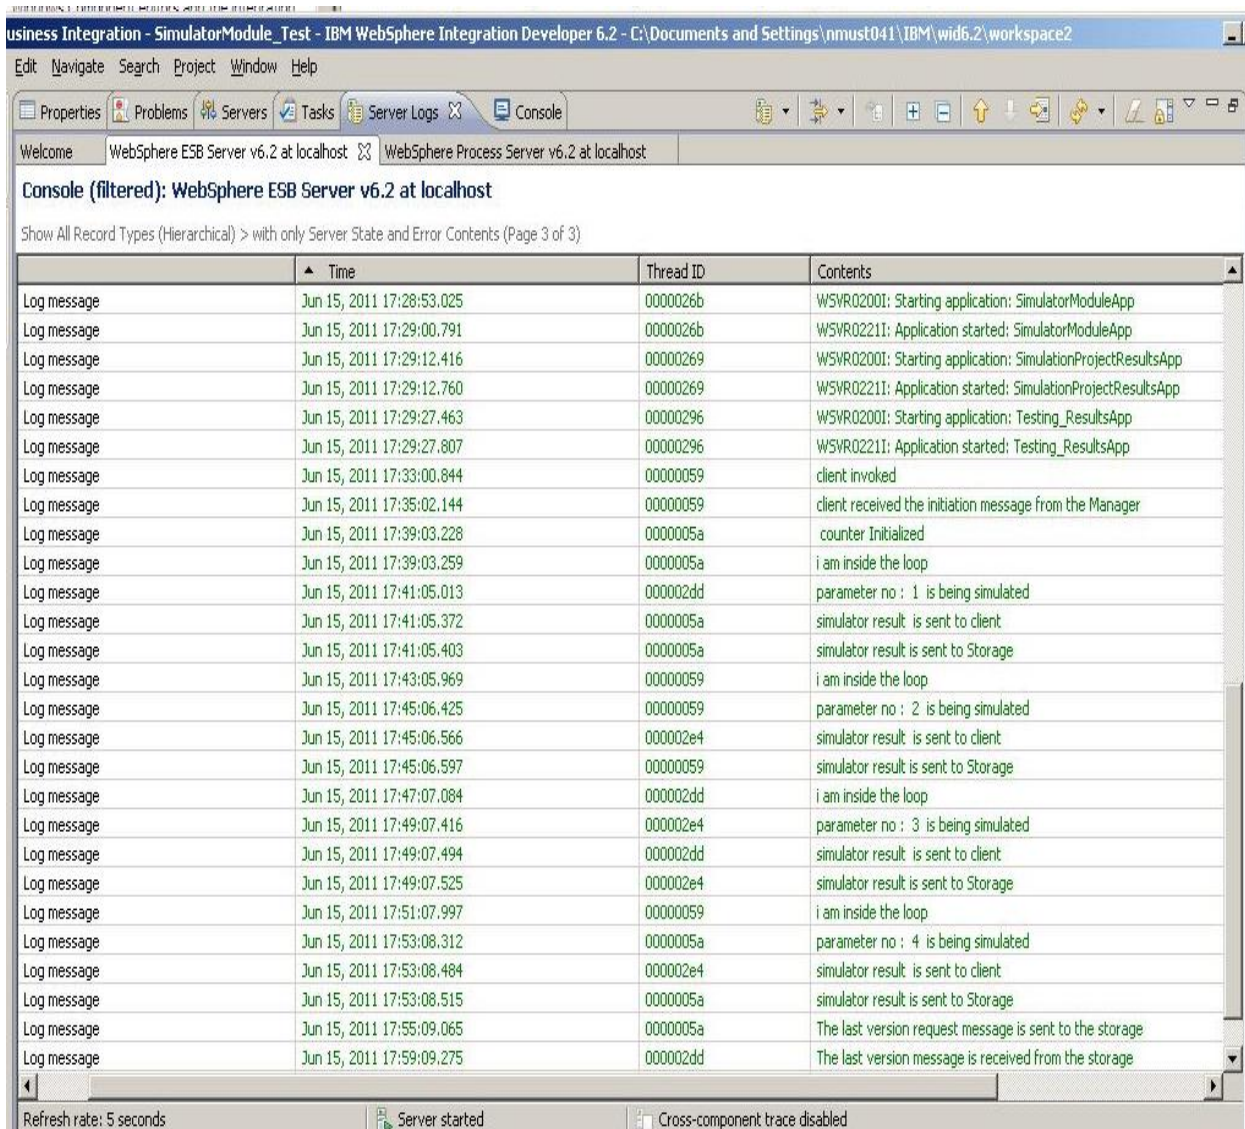 Windows Component editors and the integration
usiness Integration - SimulatorModule_Test - IBM WebSphere Integration Developer 6.2 - C:\Documents and Settings\nmust041\IBM\wid6.2\workspace2
Edit Navigate Search Project Window Help
Properties Problems Servers Tasks Server Logs Console
Welcome WebSphere ESB Server v6.2 at localhost WebSphere Process Server v6.2 at localhost
Console (filtered): WebSphere ESB Server v6.2 at localhost
Show All Record Types (Hierarchical) > with only Server State and Error Contents (Page 3 of 3)
Time Thread ID Contents
Log message Jun 15, 2011 17:28:53.025 0000026b WSVR0200I: Starting application: SimulatorModuleApp
Log message Jun 15, 2011 17:29:00.791 0000026b WSVR0221I: Application started: SimulatorModuleApp
Log message Jun 15, 2011 17:29:12.416 00000269 WSVR0200I: Starting application: SimulationProjectResultsApp
Log message Jun 15, 2011 17:29:12.760 00000269 WSVR0221I: Application started: SimulationProjectResultsApp
Log message Jun 15, 2011 17:29:27.463 00000296 WSVR0200I: Starting application: Testing_ResultsApp
Log message Jun 15, 2011 17:29:27.807 00000296 WSVR0221I: Application started: Testing_ResultsApp
Log message Jun 15, 2011 17:33:00.844 00000059 client invoked
Log message Jun 15, 2011 17:35:02.144 00000059 client received the initiation message from the Manager
Log message Jun 15, 2011 17:39:03.228 0000005a counter Initialized
Log message Jun 15, 2011 17:39:03.259 0000005a i am inside the loop
Log message Jun 15, 2011 17:41:05.013 000002dd parameter no : 1 is being simulated
Log message Jun 15, 2011 17:41:05.372 0000005a simulator result is sent to client
Log message Jun 15, 2011 17:41:05.403 0000005a simulator result is sent to Storage
Log message Jun 15, 2011 17:43:05.969 00000059 i am inside the loop
Log message Jun 15, 2011 17:45:06.425 00000059 parameter no : 2 is being simulated
Log message Jun 15, 2011 17:45:06.566 000002e4 simulator result is sent to client
Log message Jun 15, 2011 17:45:06.597 00000059 simulator result is sent to Storage
Log message Jun 15, 2011 17:47:07.084 000002dd i am inside the loop
Log message Jun 15, 2011 17:49:07.416 000002e4 parameter no : 3 is being simulated
Log message Jun 15, 2011 17:49:07.494 000002dd simulator result is sent to client
Log message Jun 15, 2011 17:49:07.525 000002e4 simulator result is sent to Storage
Log message Jun 15, 2011 17:51:07.997 00000059 i am inside the loop
Log message Jun 15, 2011 17:53:08.312 0000005a parameter no : 4 is being simulated
Log message Jun 15, 2011 17:53:08.484 000002e4 simulator result is sent to client
Log message Jun 15, 2011 17:53:08.515 0000005a simulator result is sent to Storage
Log message Jun 15, 2011 17:55:09.065 0000005a The last version request message is sent to the storage
Log message Jun 15, 2011 17:59:09.275 000002dd The last version message is received from the storage
Refresh rate: 5 seconds Server started Cross-component trace disabled